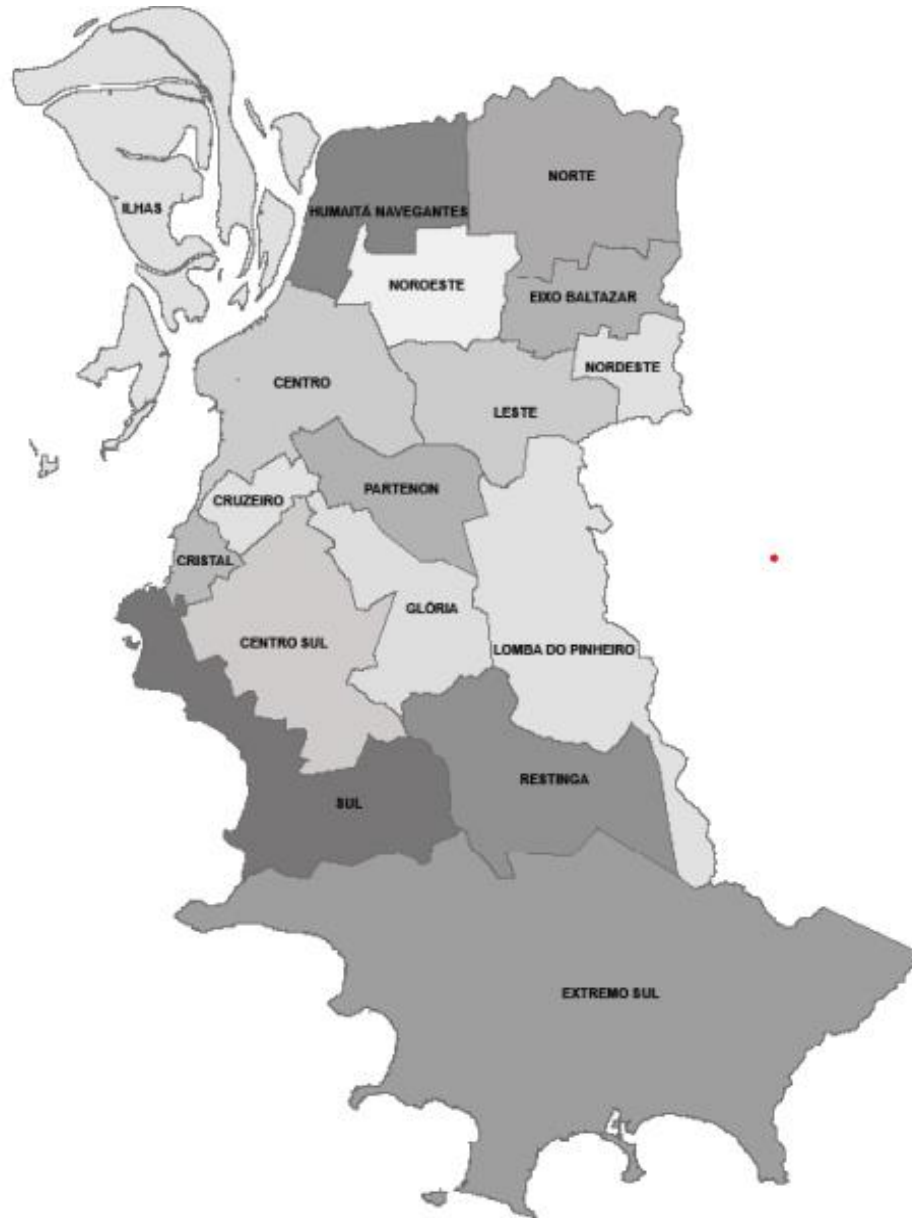 ILHAS
HUMAITÁ NAVEGANTES
NORTE
NOROESTE
EIXO BALTAZAR
NORDESTE
CENTRO
LESTE
PARTENON
CRUZEIRO
CRISTAL
GLÓRIA
CENTRO SUL
LOMBA DO PINHEIRO
RESTINGA
SUL
EXTREMO SUL